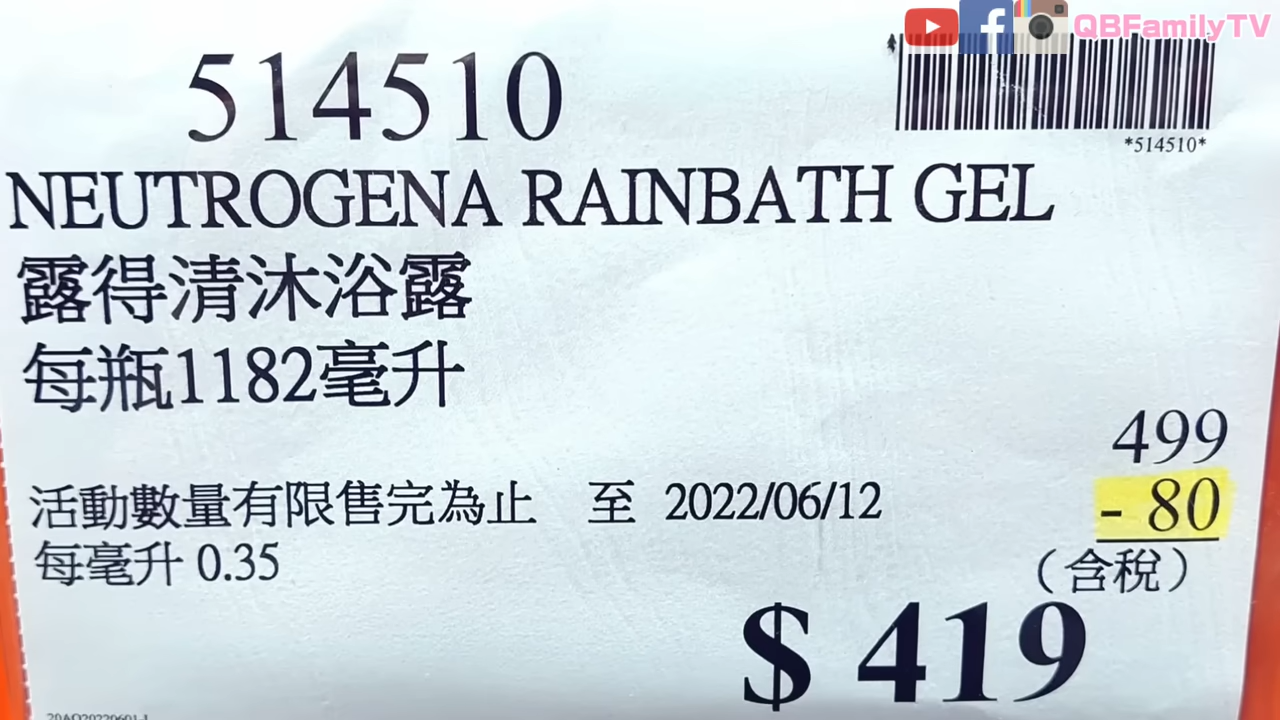 QBFamilyTV
514510
*514510*
NEUTROGENA RAINBATH GEL
露得清沐浴露
每瓶1182毫升
499
活動數量有限售完為止 至 2022/06/12
- 80
每毫升 0.35
(含稅)
$ 419